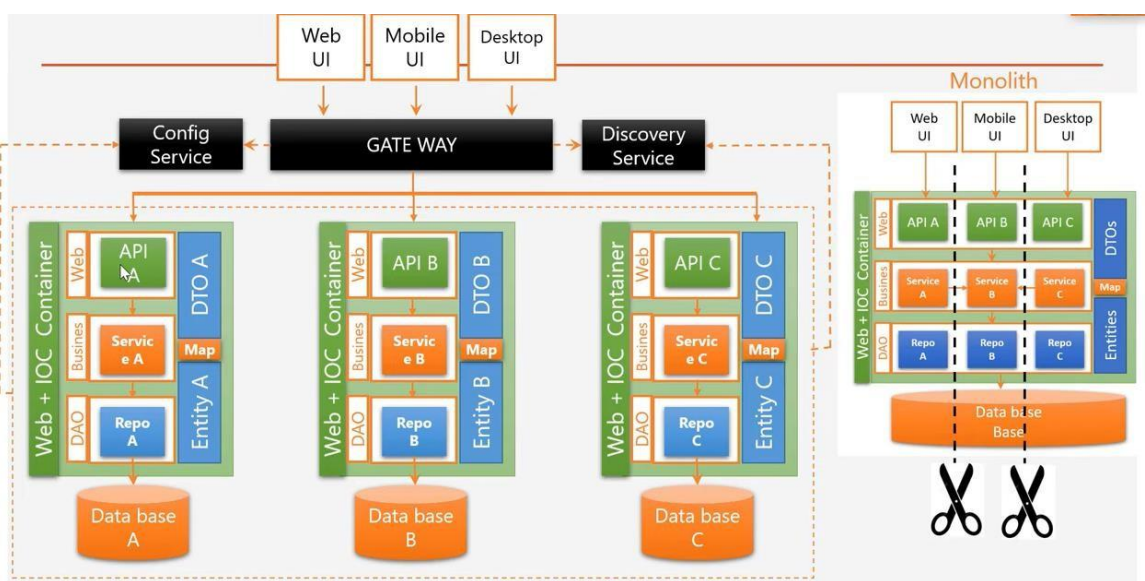 Web
UI
Mobile
UI
Desktop
UI
Config
Service
GATE WAY
Discovery
Service
Web + IOC Container
Web
API
A
DTO A
Busines
Servic
e A
Map
DAO
Repo
A
Entity A
Data base
A
Web + IOC Container
Web
API B
DTO B
Busines
Servic
e B
Map
DAO
Repo
B
Entity B
Data base
B
Web + IOC Container
Web
API C
DTO C
Busines
Servic
e C
Map
DAO
Repo
C
Entity C
Data base
C
Monolith
Web
UI
Mobile
UI
Desktop
UI
Web + IOC Container
Web
API A
API B
API C
DTOs
Busines
Service
A
Service
B
Service
C
Map
DAO
Repo
A
Repo
B
Repo
C
Entities
Data base
Base